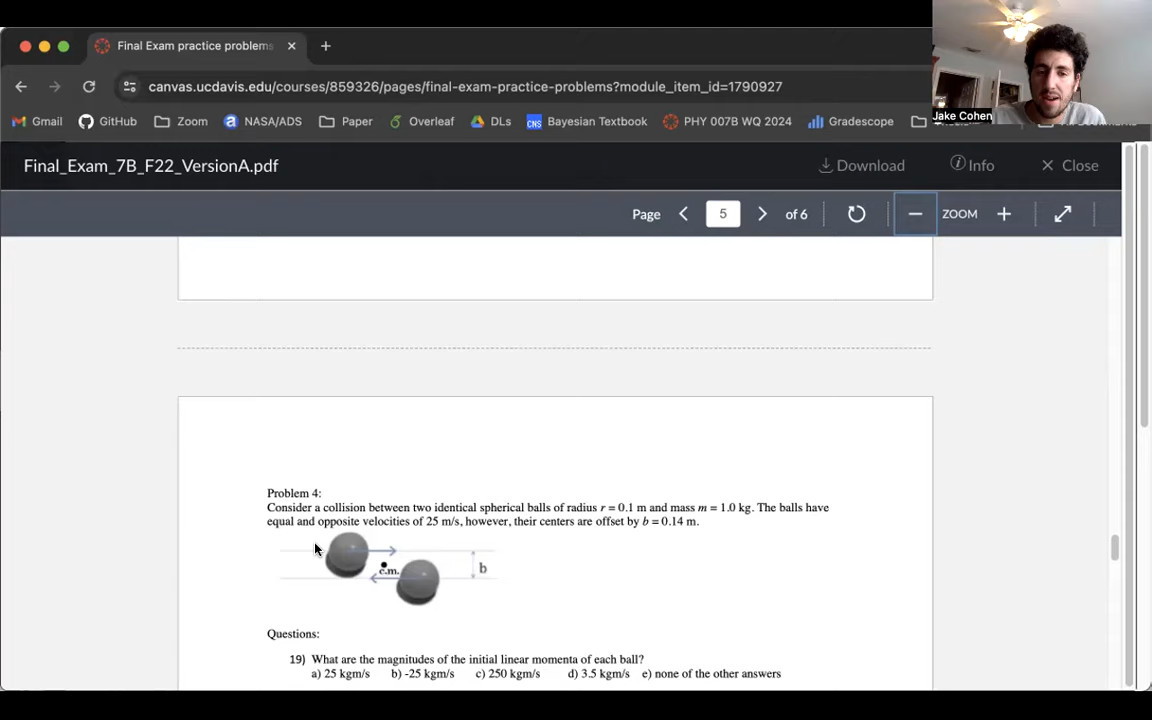 Final Exam practice problems
canvas.ucdavis.edu/courses/859326/pages/final-exam-practice-problems?module_item_id=1790927
Gmail GitHub Zoom NASA/ADS Paper Overleaf DLs CNS Bayesian Textbook PHY 007B WQ 2024 Gradescope
Jake Cohen
Final_Exam_7B_F22_VersionA.pdf Download Info Close
Page 5 of 6 ZOOM
Problem 4:
Consider a collision between two identical spherical balls of radius r = 0.1 m and mass m = 1.0 kg. The balls have
equal and opposite velocities of 25 m/s, however, their centers are offset by b = 0.14 m.
c.m.
b
Questions:
19) What are the magnitudes of the initial linear momenta of each ball?
a) 25 kgm/s b) -25 kgm/s c) 250 kgm/s d) 3.5 kgm/s e) none of the other answers